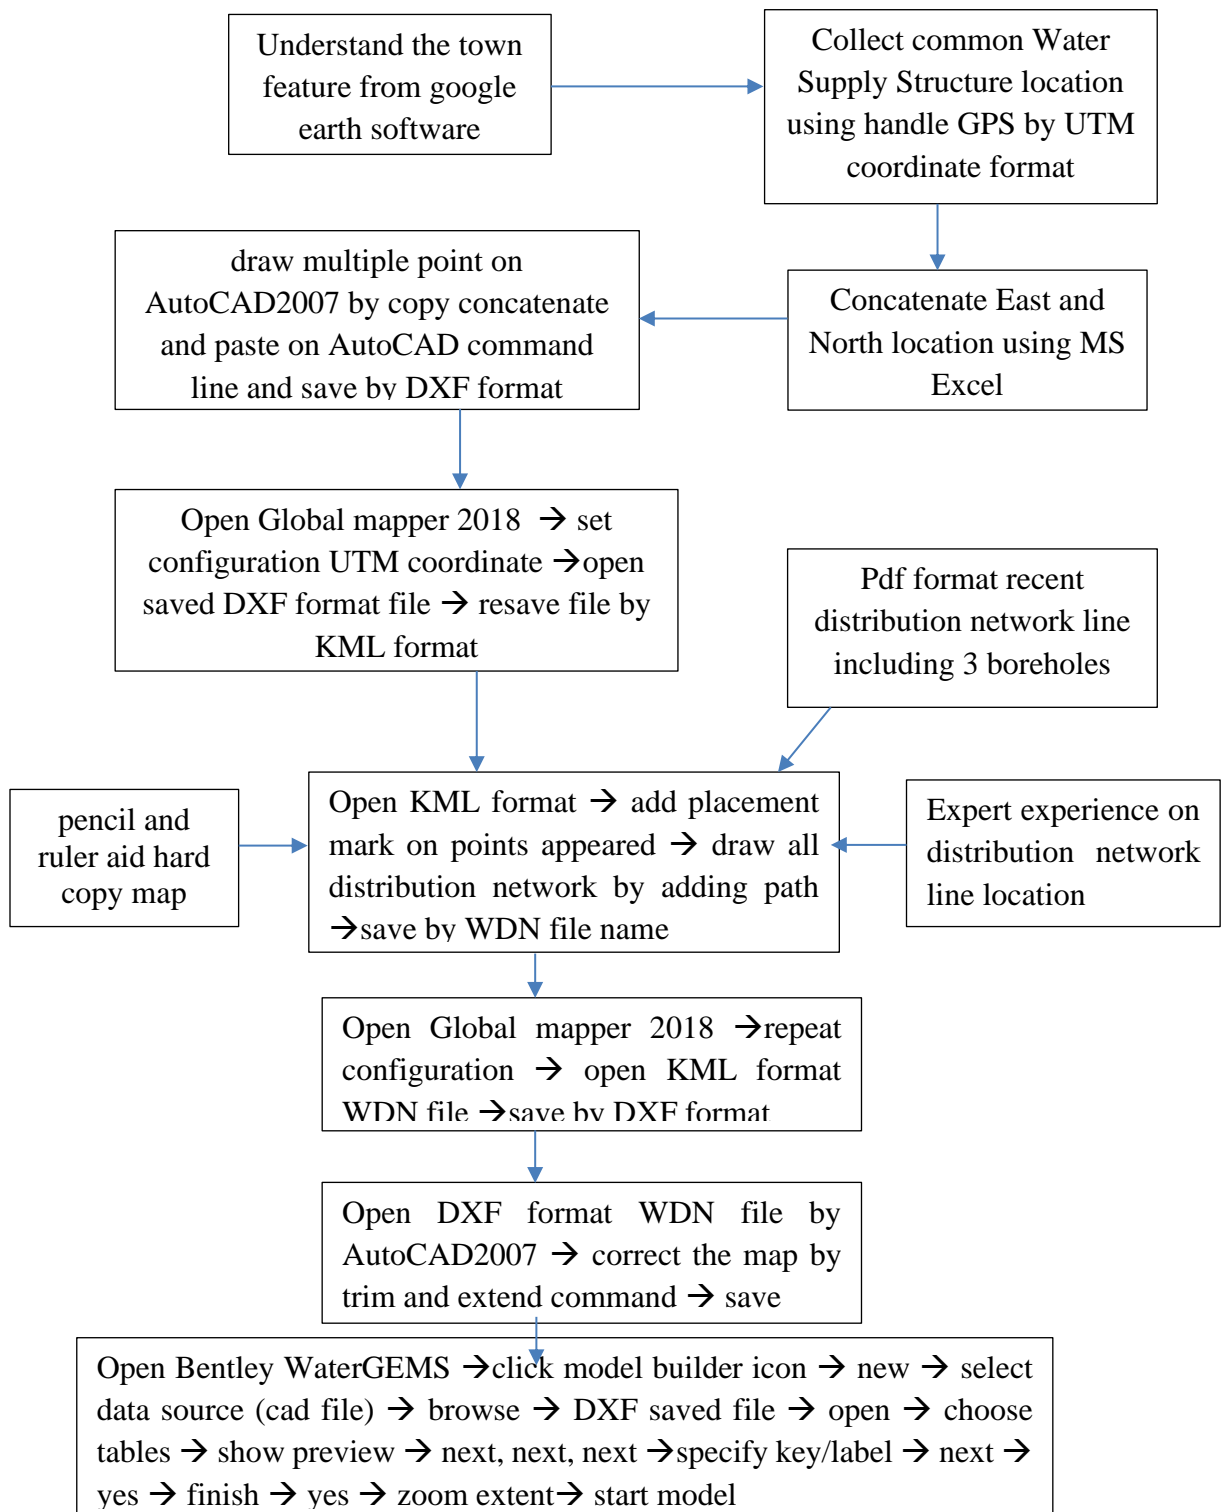 Understand the town
feature from google
earth software
Collect common Water
Supply Structure location
using handle GPS by UTM
coordinate format
draw multiple point on
AutoCAD2007 by copy concatenate
and paste on AutoCAD command
line and save by DXF format
Concatenate East and
North location using MS
Excel
Open Global mapper 2018 → set
configuration UTM coordinate →open
saved DXF format file → resave file by
KML format
Pdf format recent
distribution network line
including 3 boreholes
pencil and
ruler aid hard
copy map
Open KML format → add placement
mark on points appeared → draw all
distribution network by adding path
→save by WDN file name
Expert experience on
distribution network
line location
Open Global mapper 2018 →repeat
configuration → open KML format
WDN file →save by DXF format
Open DXF format WDN file by
AutoCAD2007 → correct the map by
trim and extend command → save
Open Bentley WaterGEMS →click model builder icon → new → select
data source (cad file) → browse → DXF saved file → open → choose
tables → show preview → next, next, next →specify key/label → next →
yes → finish → yes → zoom extent→ start model